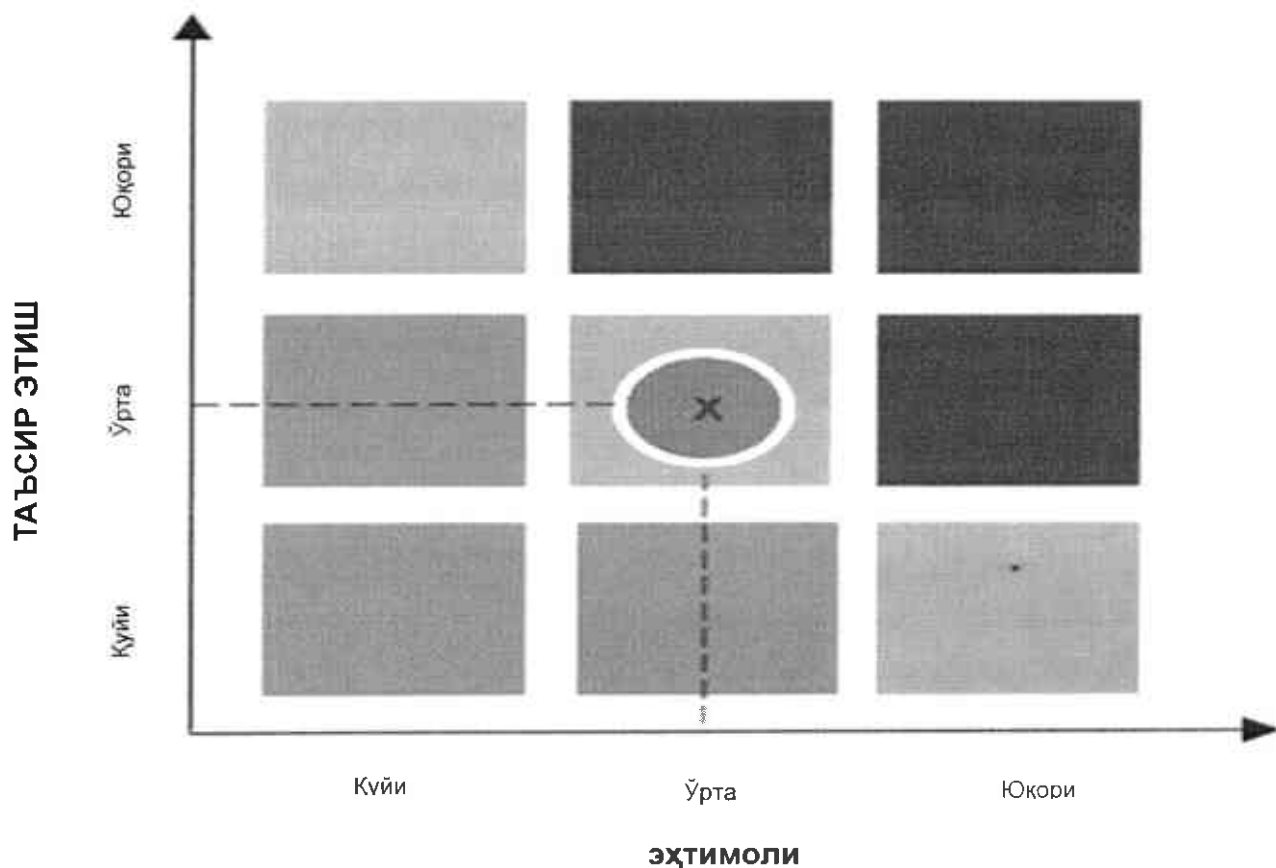 ТАЪСИР ЭТИШ
Юқори
Ўрта
Қуйи
X
Қуйи
Ўрта
Юқори
эҳтимоли